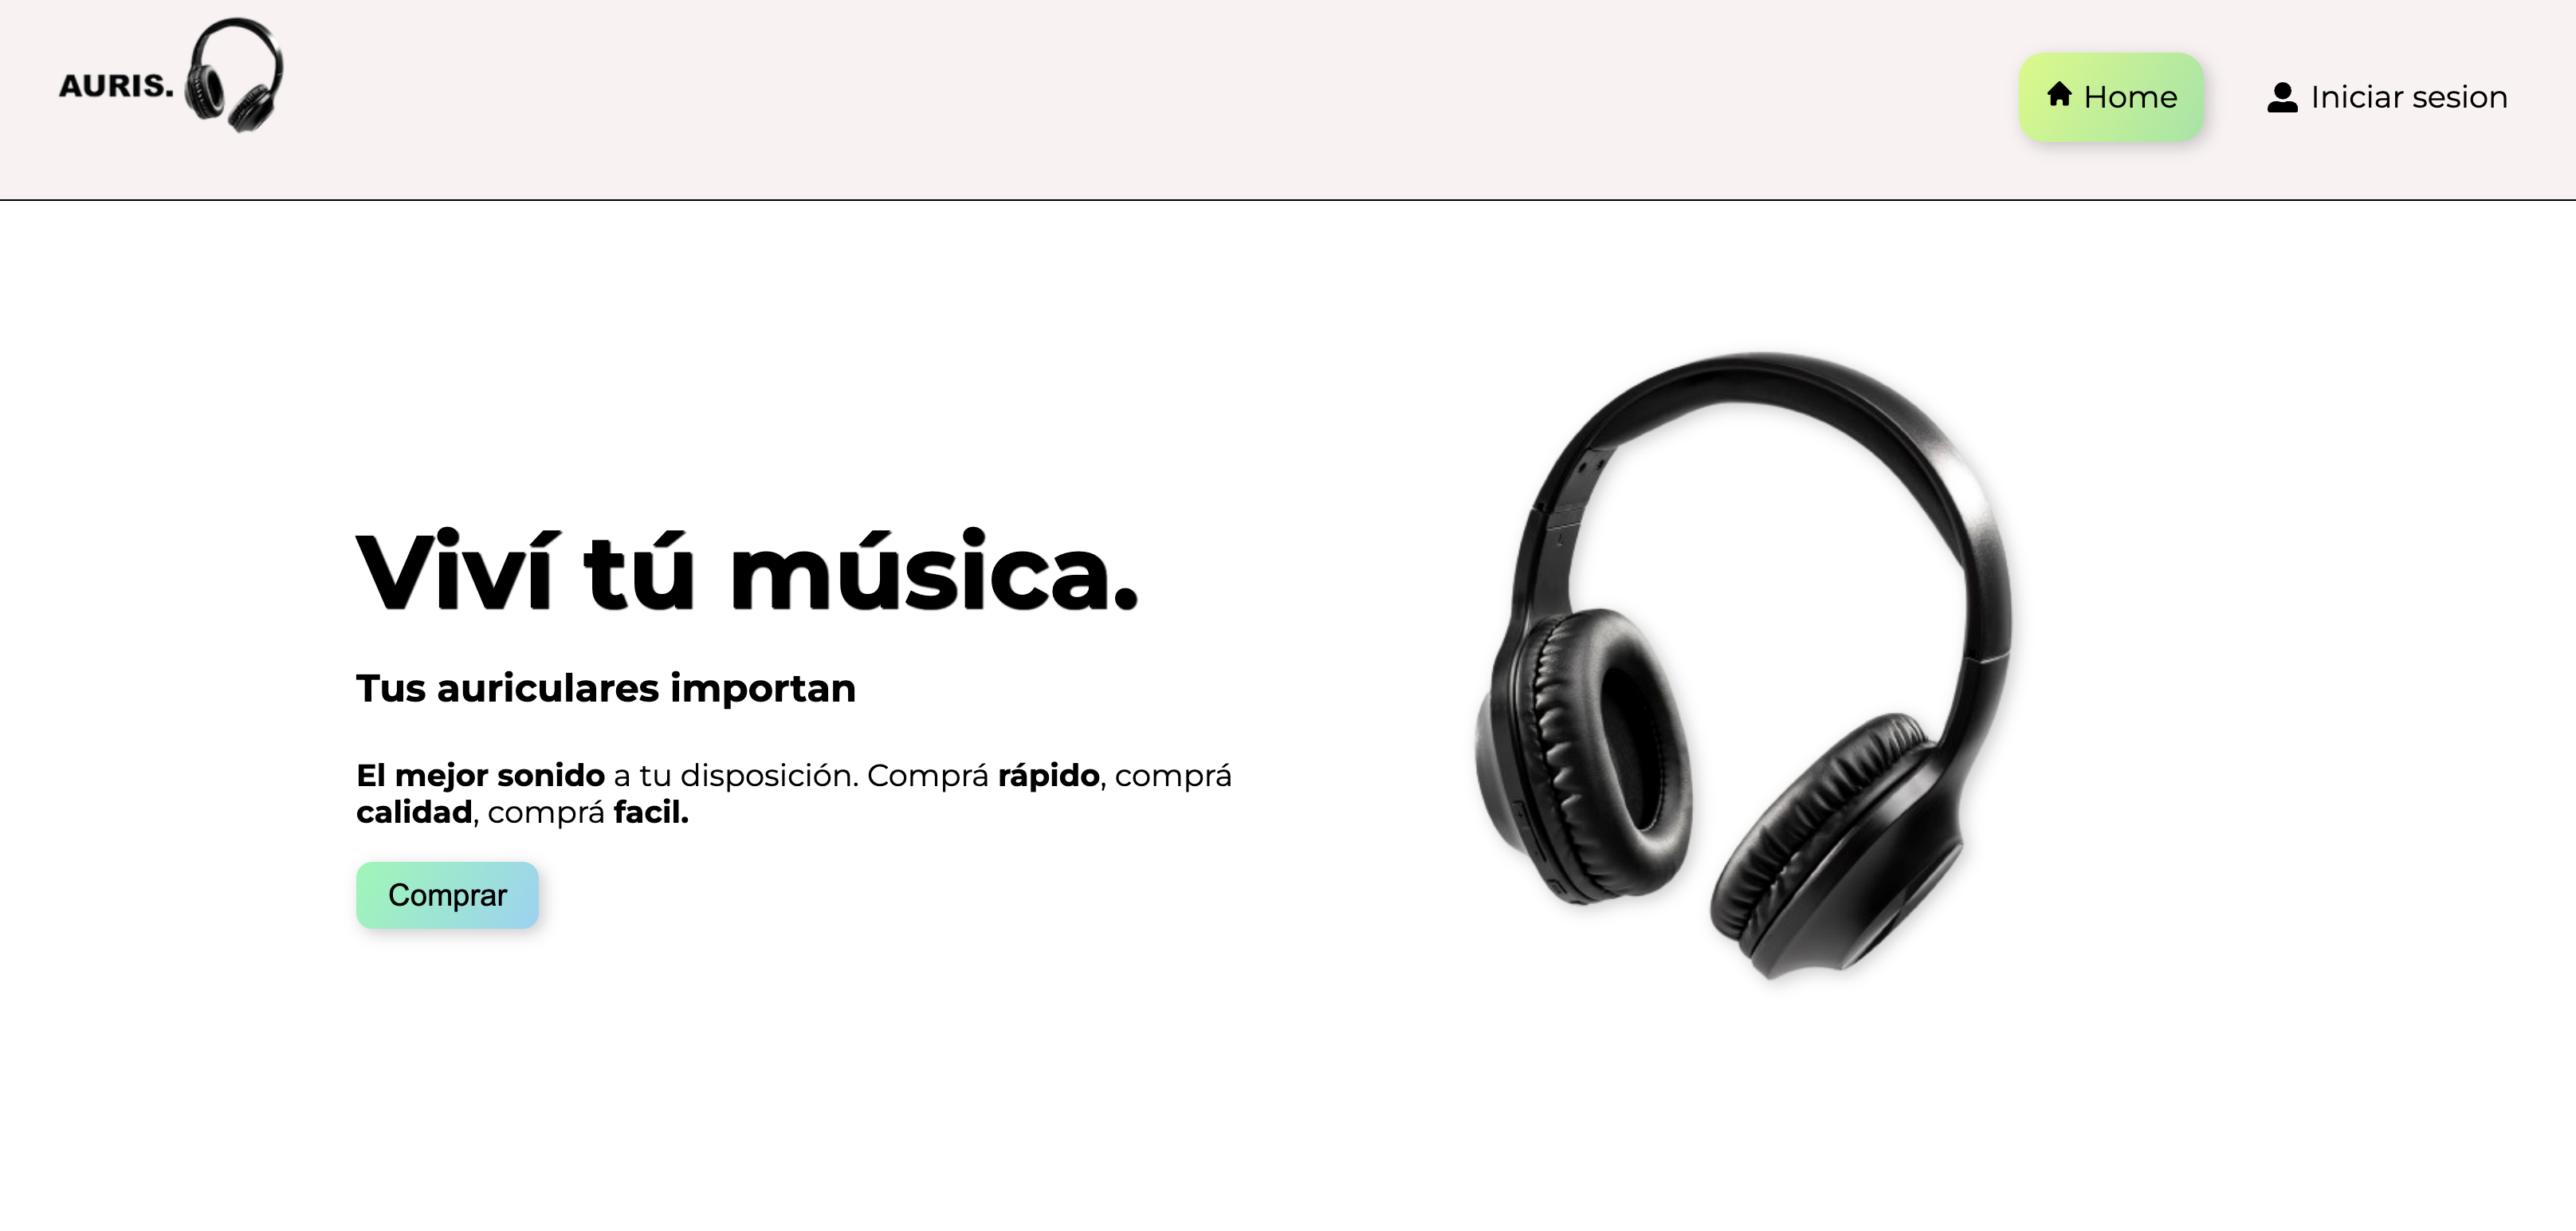 AURIS.
Home
Iniciar sesion
Viví tú música.
Tus auriculares importan
El mejor sonido a tu disposición. Comprá rápido, comprá
calidad, comprá facil.
Comprar